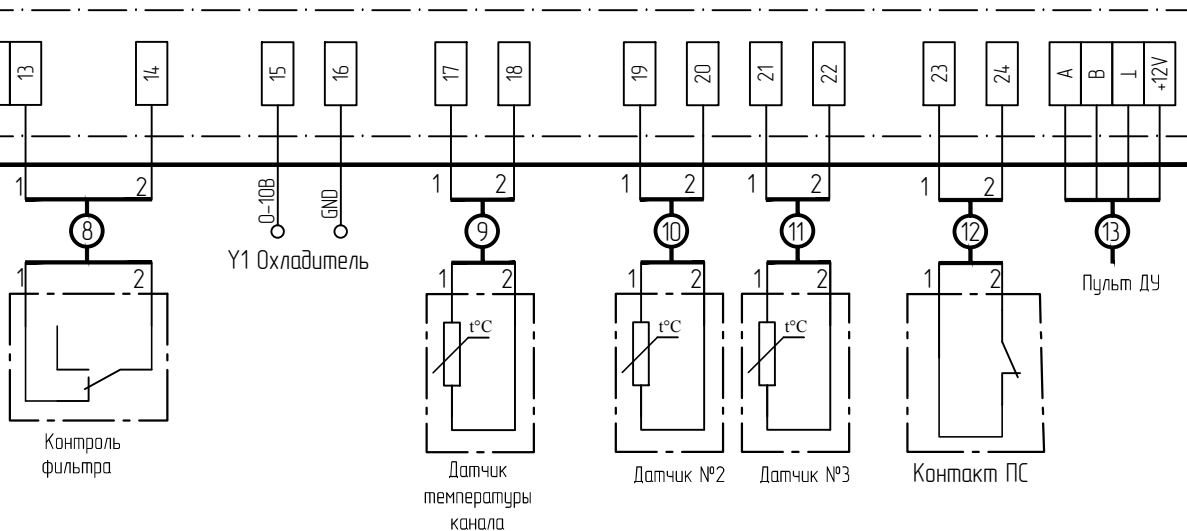 13 14 15 16 17 18 19 20 21 22 23 24 A B ⊥ +12V
1 2 0-10В GND 1 2 1 2 1 2 1 2
8 9 10 11 12 13
Y1 Охладитель
Пульт ДУ
1 2 1 2 1 2 1 2 1 2
t°C t°C t°C
Контроль
фильтра
Датчик
температуры
канала
Датчик №2
Датчик №3
Контакт ПС